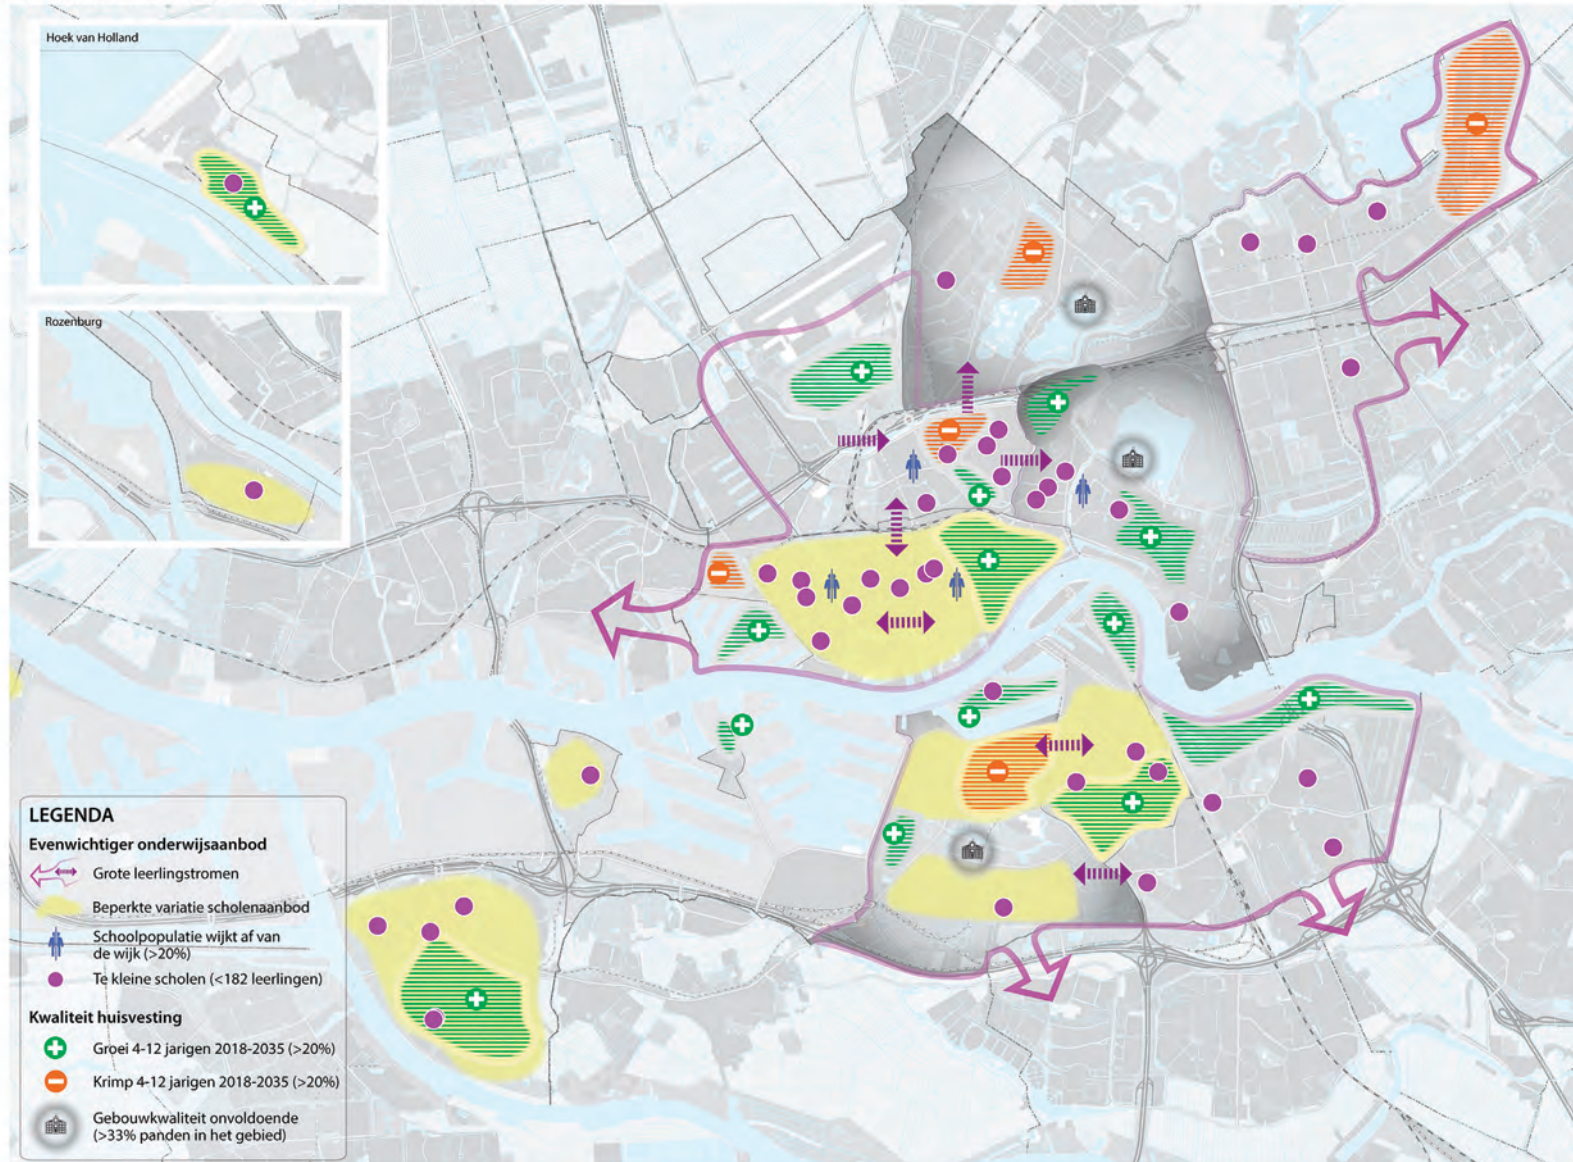 Hoek van Holland
Rozenburg
LEGENDA
Evenwichtiger onderwijsaanbod
Grote leerlingstromen
Beperkte variatie scholenaanbod
Schoolpopulatie wijkt af van
de wijk (>20%)
Te kleine scholen (<182 leerlingen)
Kwaliteit huisvesting
Groei 4-12 jarigen 2018-2035 (>20%)
Krimp 4-12 jarigen 2018-2035 (>20%)
Gebouwkwaliteit onvoldoende
(>33% panden in het gebied)